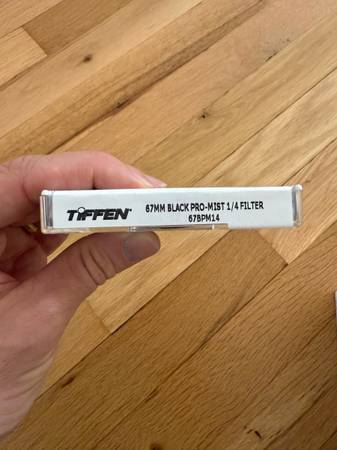 TIFFEN
67MM BLACK PRO-MIST 1/4 FILTER
67BPM14